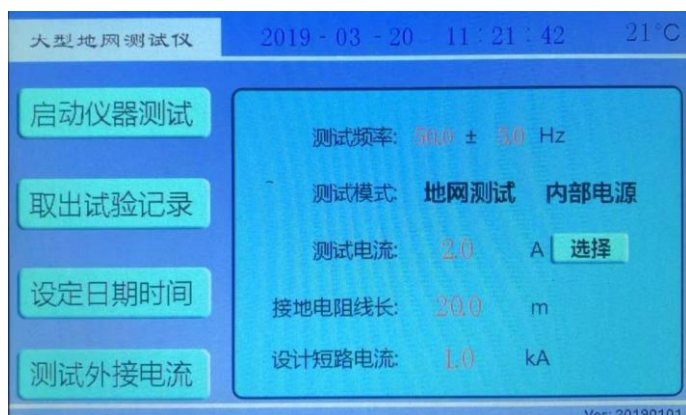 大型地网测试仪 2019 - 03 - 20 11 : 21 : 42 21°C
启动仪器测试
取出试验记录
设定日期时间
测试外接电流
测试频率: 50.0 ± 5.0 Hz
测试模式: 地网测试 内部电源
测试电流: 2.0 A 选择
接地电阻线长: 20.0 m
设计短路电流: 1.0 kA
Ver: 20190101